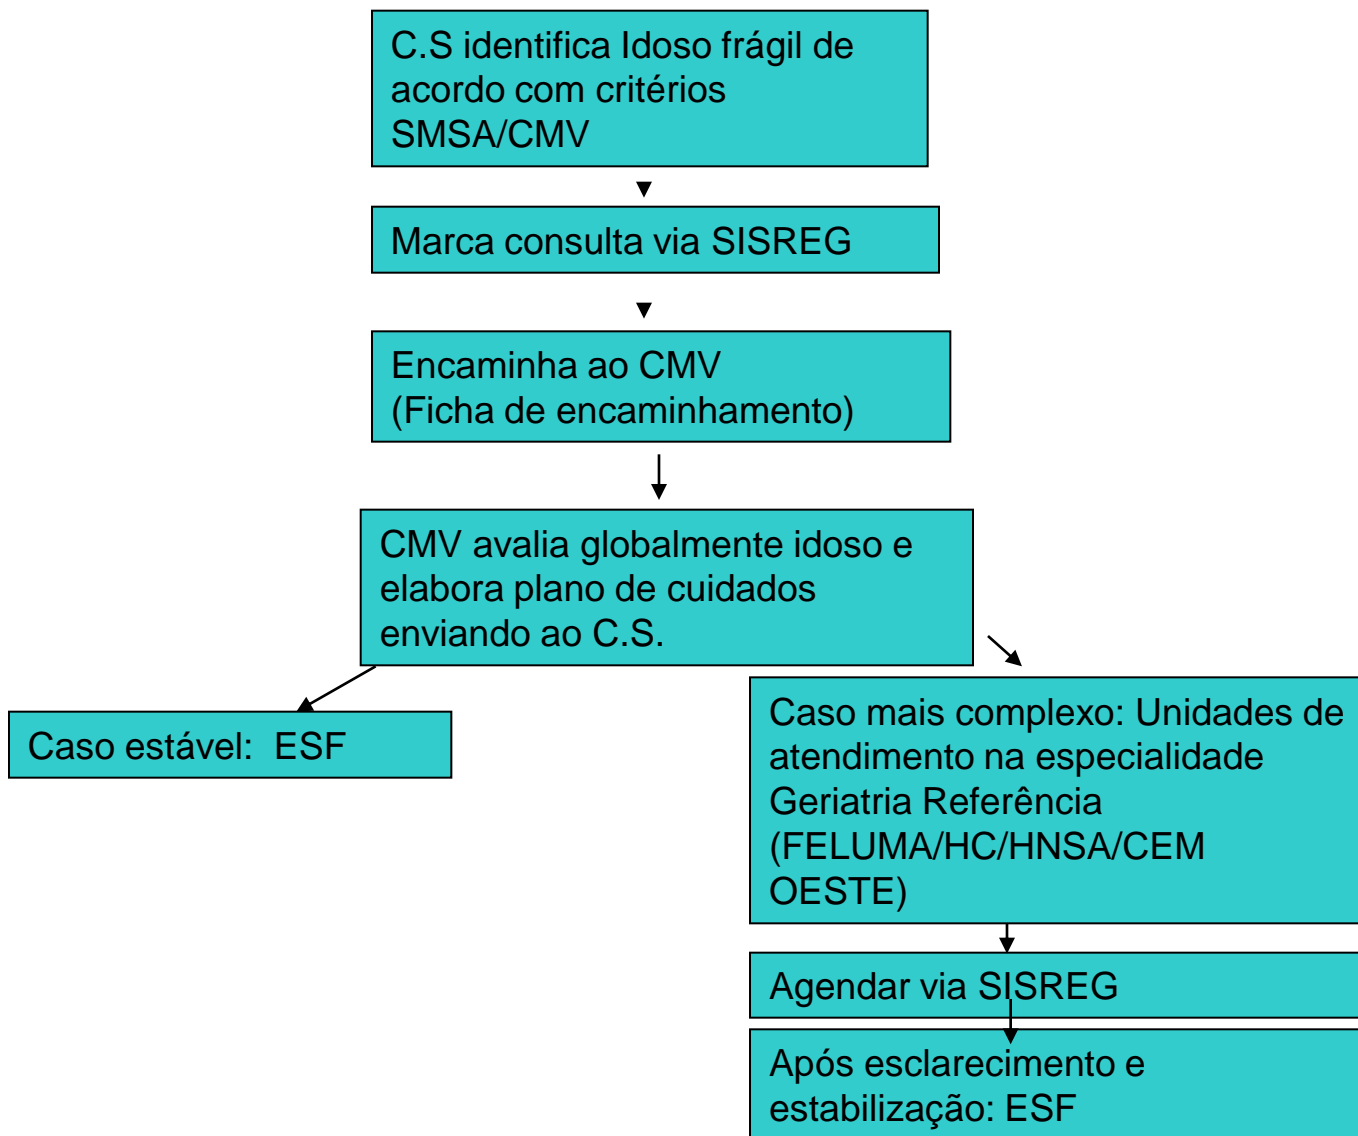 C.S identifica Idoso frágil de
acordo com critérios
SMSA/CMV
Marca consulta via SISREG
Encaminha ao CMV
(Ficha de encaminhamento)
CMV avalia globalmente idoso e
elabora plano de cuidados
enviando ao C.S.
Caso estável:  ESF
Caso mais complexo: Unidades de
atendimento na especialidade
Geriatria Referência
(FELUMA/HC/HNSA/CEM
OESTE)
Agendar via SISREG
Após esclarecimento e
estabilização: ESF